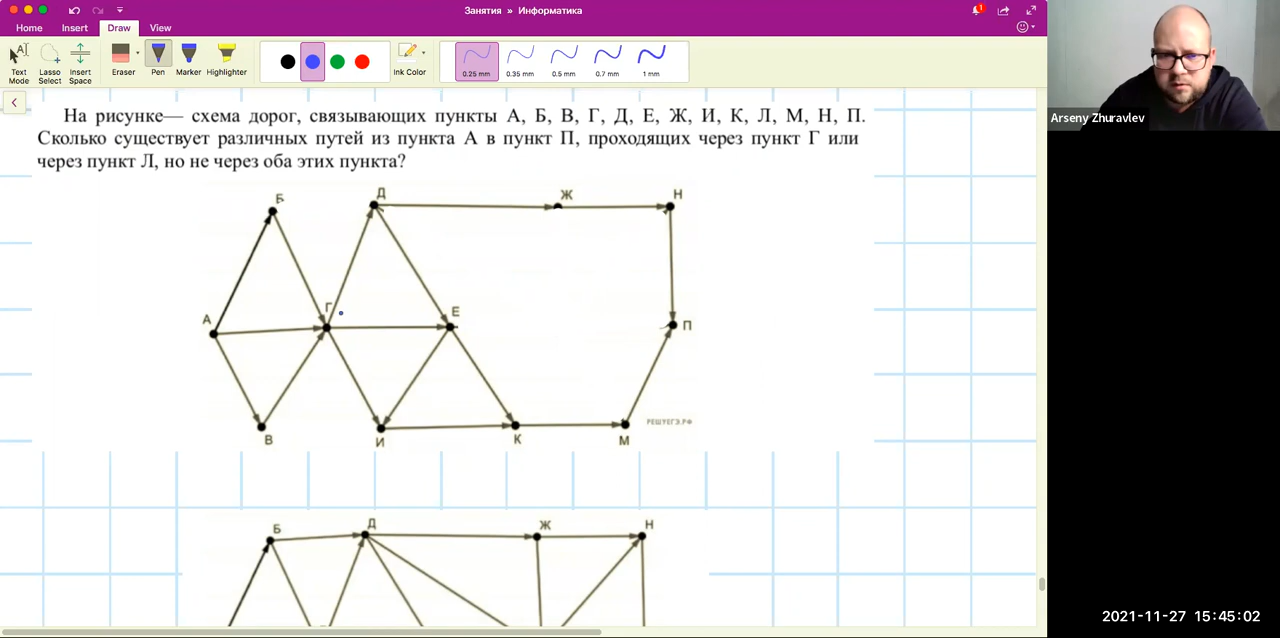 Занятия » Информатика
1
Home Insert Draw View
Text Mode
Lasso Select
Insert Space
Eraser
Pen
Marker
Highlighter
Ink Color
0.25 mm
0.35 mm
0.5 mm
0.7 mm
1 mm
На рисунке— схема дорог, связывающих пункты А, Б, В, Г, Д, Е, Ж, И, К, Л, М, Н, П.
Сколько существует различных путей из пункта А в пункт П, проходящих через пункт Г или
через пункт Л, но не через оба этих пункта?
Б Д Ж Н
А Г Е П
В И К М
РЕШУЕГЭ.РФ
Б Д Ж Н
Arseny Zhuravlev
2021-11-27 15:45:02